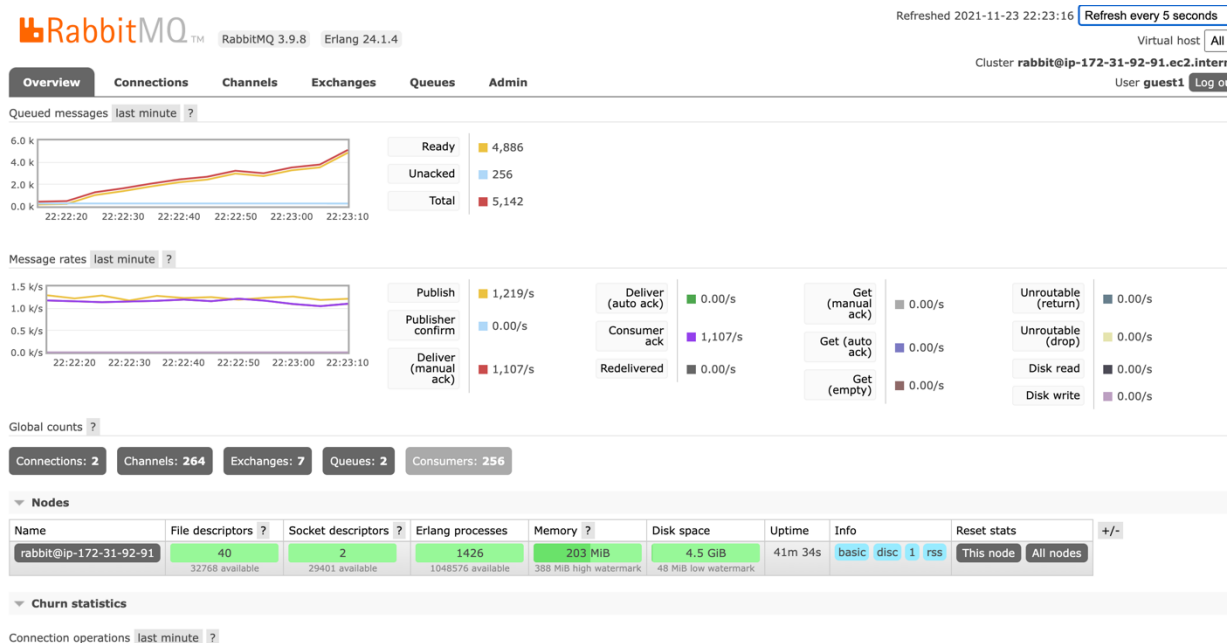 Refreshed 2021-11-23 22:23:16 Refresh every 5 seconds
RabbitMQ TM RabbitMQ 3.9.8 Erlang 24.1.4
Virtual host All
Cluster rabbit@ip-172-31-92-91.ec2.intern
User guest1 Log ou
Overview Connections Channels Exchanges Queues Admin
Queued messages last minute ?
6.0 k
4.0 k
2.0 k
0.0 k
22:22:20 22:22:30 22:22:40 22:22:50 22:23:00 22:23:10
Ready 4,886
Unacked 256
Total 5,142
Message rates last minute ?
1.5 k/s
1.0 k/s
0.5 k/s
0.0 k/s
22:22:20 22:22:30 22:22:40 22:22:50 22:23:00 22:23:10
Publish 1,219/s
Publisher
confirm 0.00/s
Deliver
(manual
ack) 1,107/s
Deliver
(auto ack) 0.00/s
Consumer
ack 1,107/s
Redelivered 0.00/s
Get
(manual
ack) 0.00/s
Get (auto
ack) 0.00/s
Get
(empty) 0.00/s
Unroutable
(return) 0.00/s
Unroutable
(drop) 0.00/s
Disk read 0.00/s
Disk write 0.00/s
Global counts ?
Connections: 2 Channels: 264 Exchanges: 7 Queues: 2 Consumers: 256
Nodes
Name File descriptors ? Socket descriptors ? Erlang processes Memory ? Disk space Uptime Info Reset stats +/-
rabbit@ip-172-31-92-91 40 2 1426 203 MiB 4.5 GiB 41m 34s basic disc 1 rss This node All nodes
32768 available 29401 available 1048576 available 388 MiB high watermark 48 MiB low watermark
Churn statistics
Connection operations last minute ?